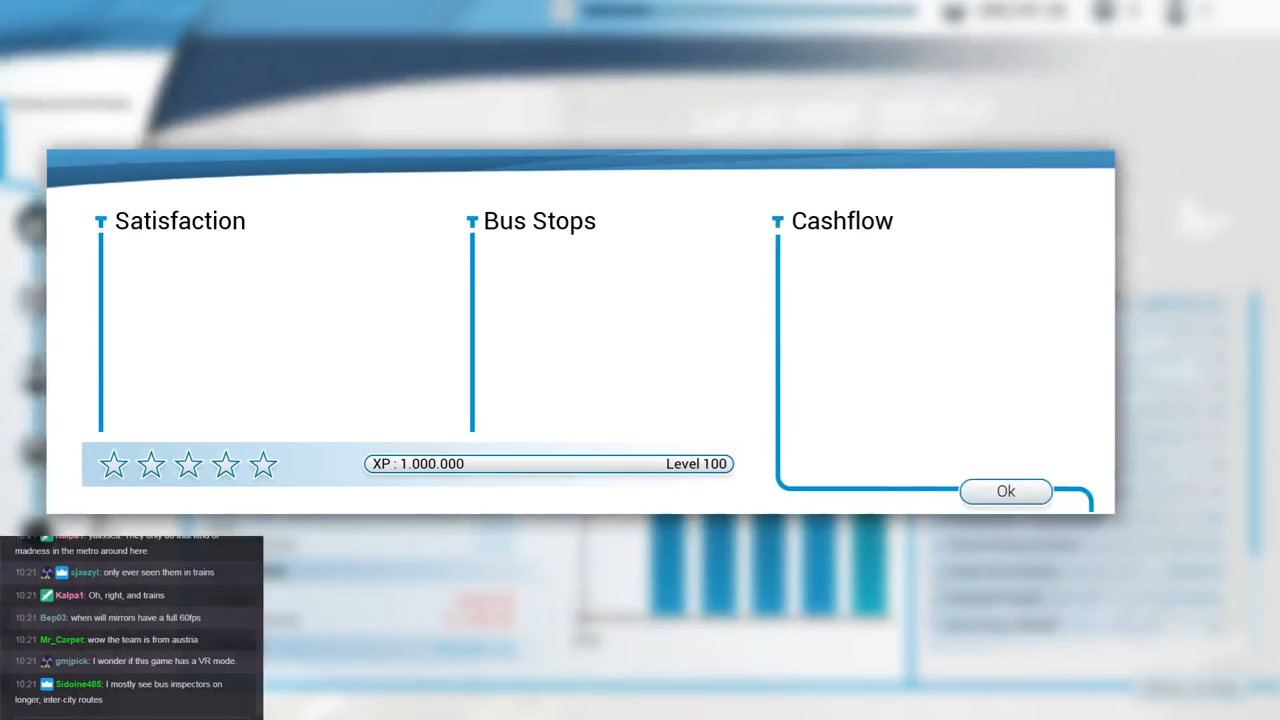 Satisfaction
Bus Stops
Cashflow
XP : 1.000.000
Level 100
Ok
madness in the metro around here
10:21 sjaezyl: only ever seen them in trains
10:21 Kalpa1: Oh, right, and trains
10:21 Bep03: when will mirrors have a full 60fps
10:21 Mr_Carpet: wow the team is from austria
10:21 gmjpick: I wonder if this game has a VR mode.
10:21 Sidoine485: I mostly see bus inspectors on
longer, inter-city routes